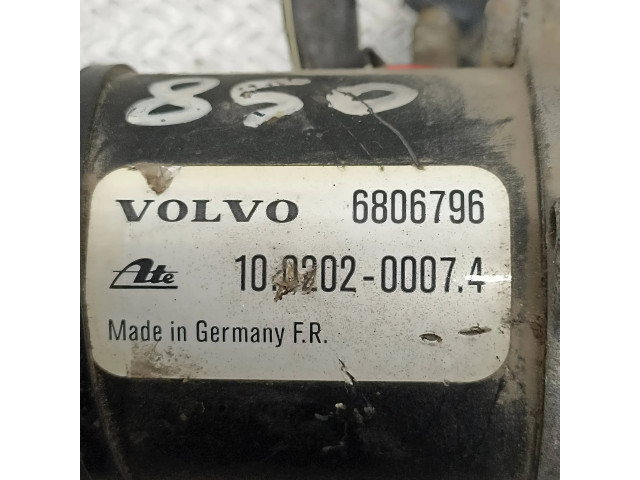 850
VOLVO 6806796
Ate 10.0202-0007.4
Made in Germany F.R.